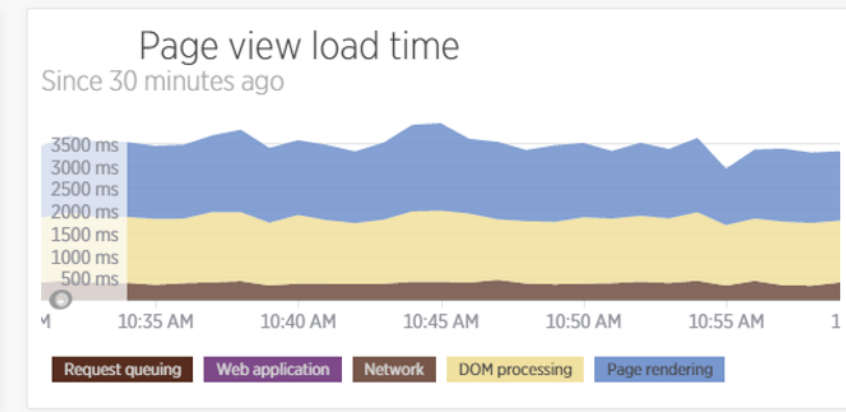 Page view load time
Since 30 minutes ago
3500 ms
3000 ms
2500 ms
2000 ms
1500 ms
1000 ms
500 ms
10:35 AM 10:40 AM 10:45 AM 10:50 AM 10:55 AM 1
Request queuing Web application Network DOM processing Page rendering